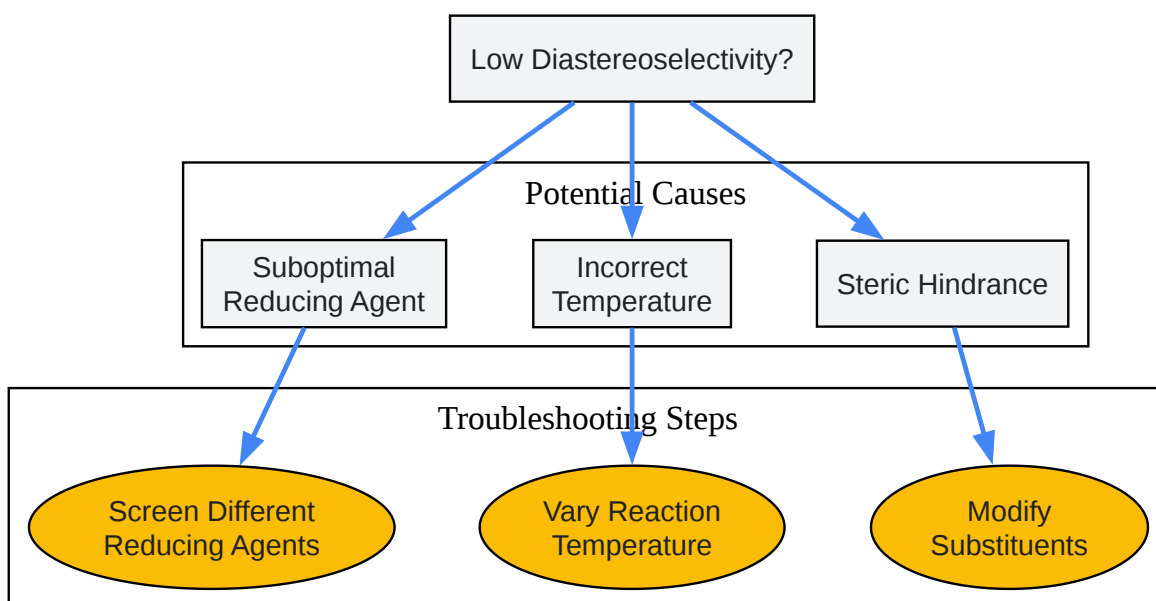 Low Diastereoselectivity?
Potential Causes
Suboptimal
Reducing Agent
Incorrect
Temperature
Steric Hindrance
Troubleshooting Steps
Screen Different
Reducing Agents
Vary Reaction
Temperature
Modify
Substituents